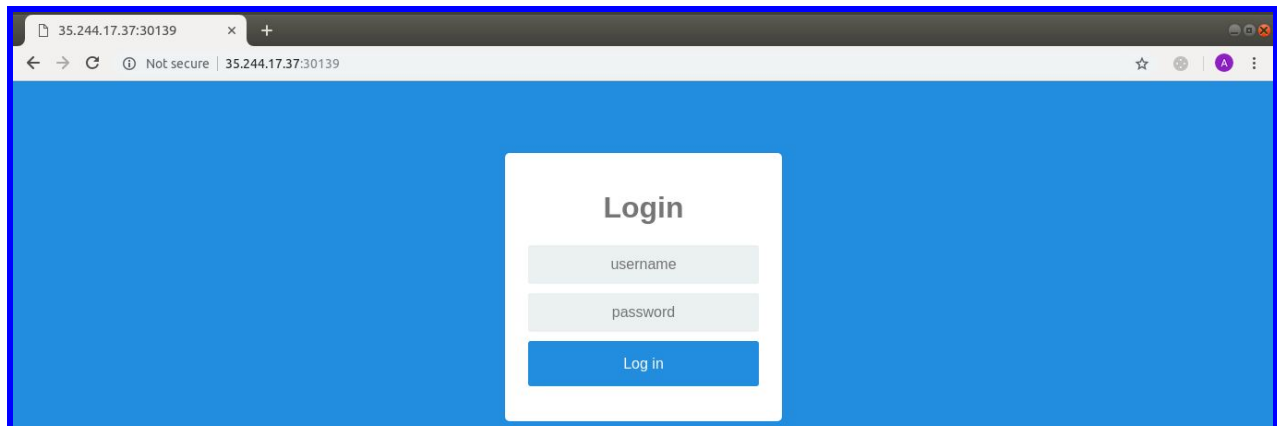 35.244.17.37:30139
Not secure 35.244.17.37:30139 A
Login
username
password
Log in